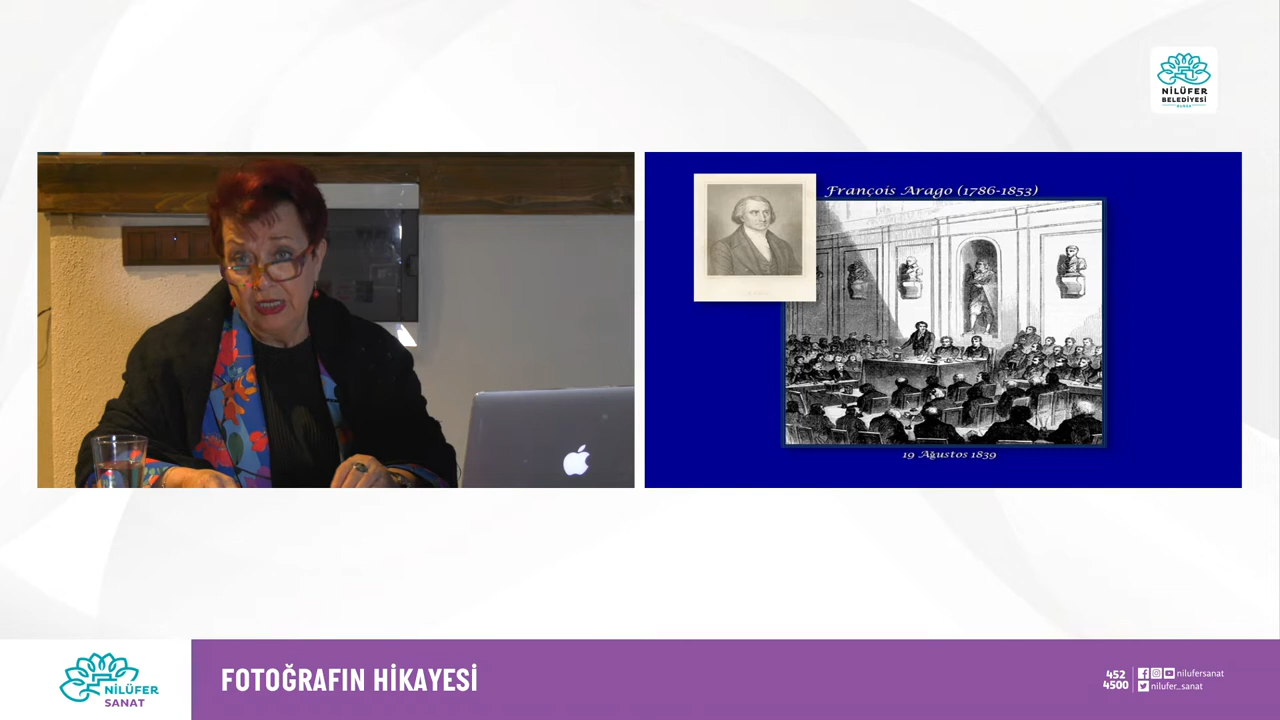 NİLÜFER
BELEDİYESİ
BURSA
François Arago (1786-1853)
19 Ağustos 1839
NİLÜFER
SANAT
FOTOĞRAFIN HİKAYESİ
452
4500
nilufersanat
nilufer_sanat